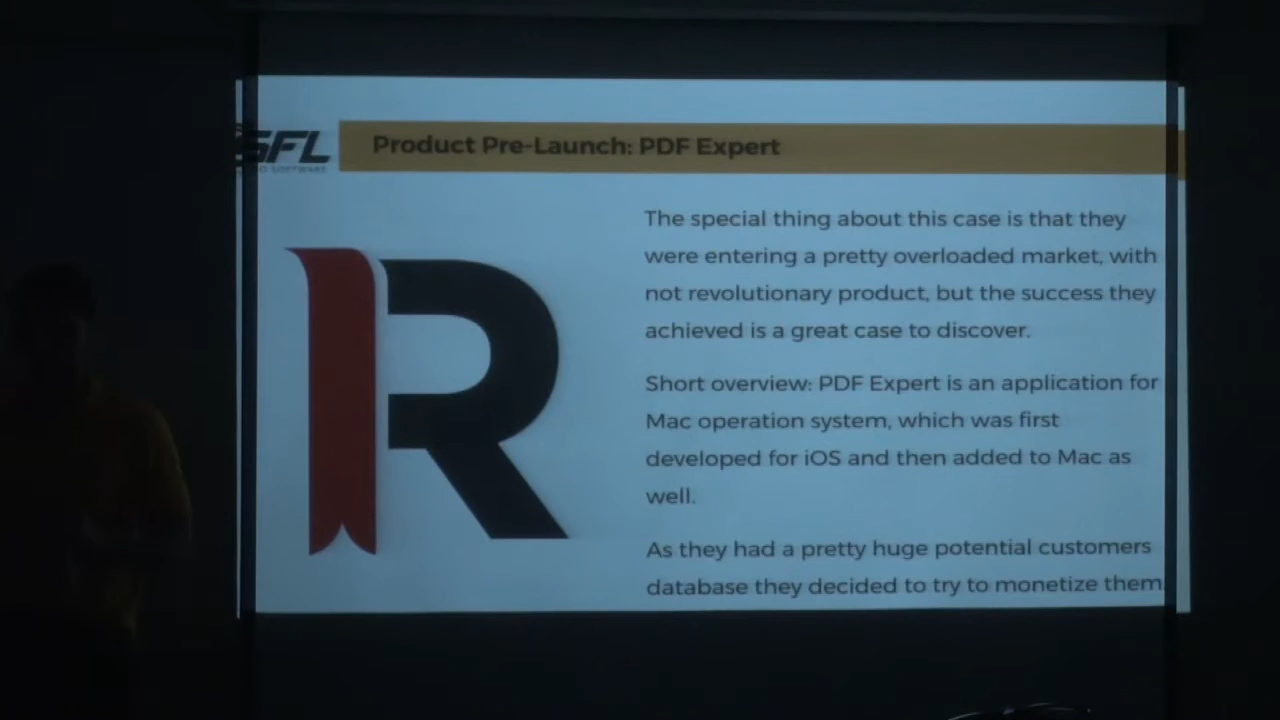 SFL
Product Pre-Launch: PDF Expert
SOFTWARE
The special thing about this case is that they
were entering a pretty overloaded market, with
not revolutionary product, but the success they
achieved is a great case to discover.
Short overview: PDF Expert is an application for
Mac operation system, which was first
developed for iOS and then added to Mac as
well.
As they had a pretty huge potential customers
database they decided to try to monetize them
R